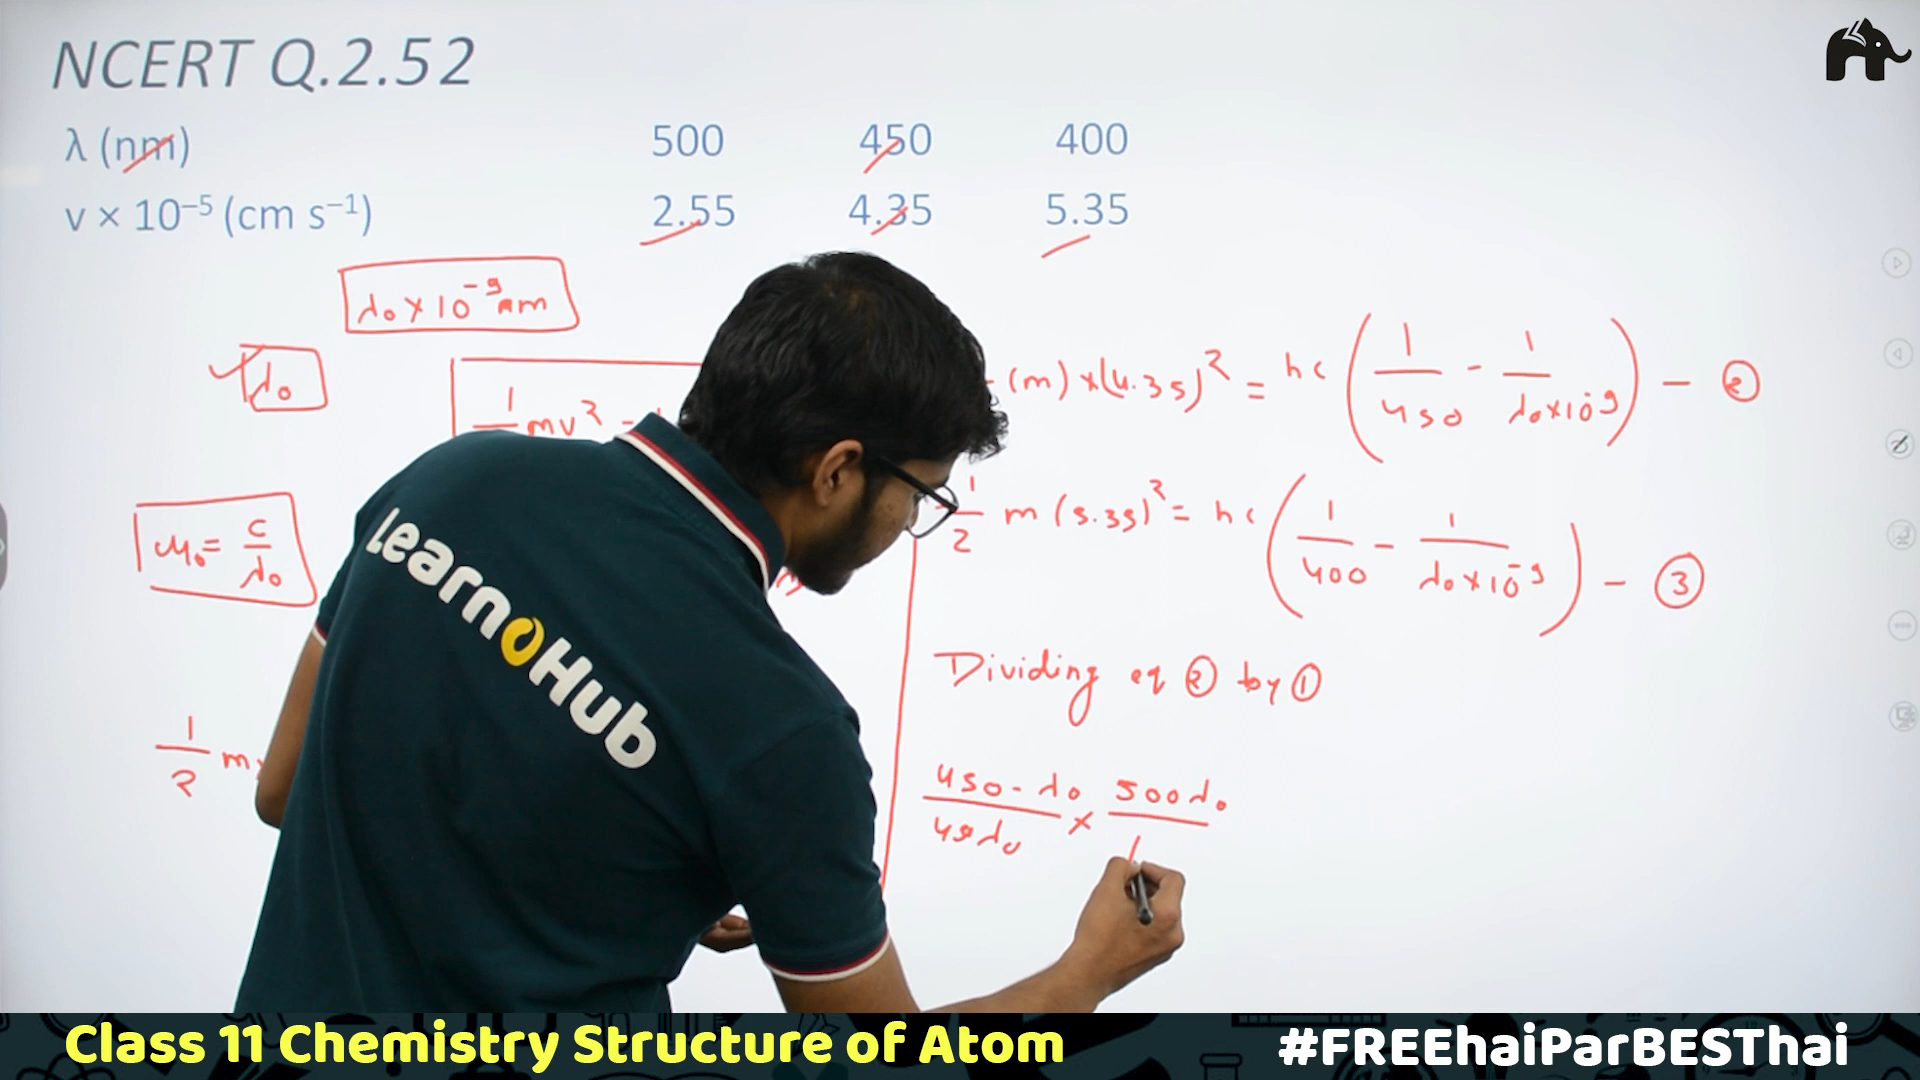 NCERT Q.2.52
λ (nm) 500 450 400
v × 10⁻⁵ (cm s⁻¹) 2.55 4.35 5.35
λ₀ × 10⁻⁹ m
λ₀
1/2 mv²
(m) × (4.35)² = hc (1/450 - 1/λ₀×10⁻⁹) - ②
1/2 m (5.35)² = hc (1/400 - 1/λ₀×10⁻⁹) - ③
ν₀ = c/λ₀
Dividing eq ② by ①
1/2 m
450-λ₀/45λ₀ × 500λ₀/
LearnoHub
Class 11 Chemistry Structure of Atom
#FREEhaiParBESThai